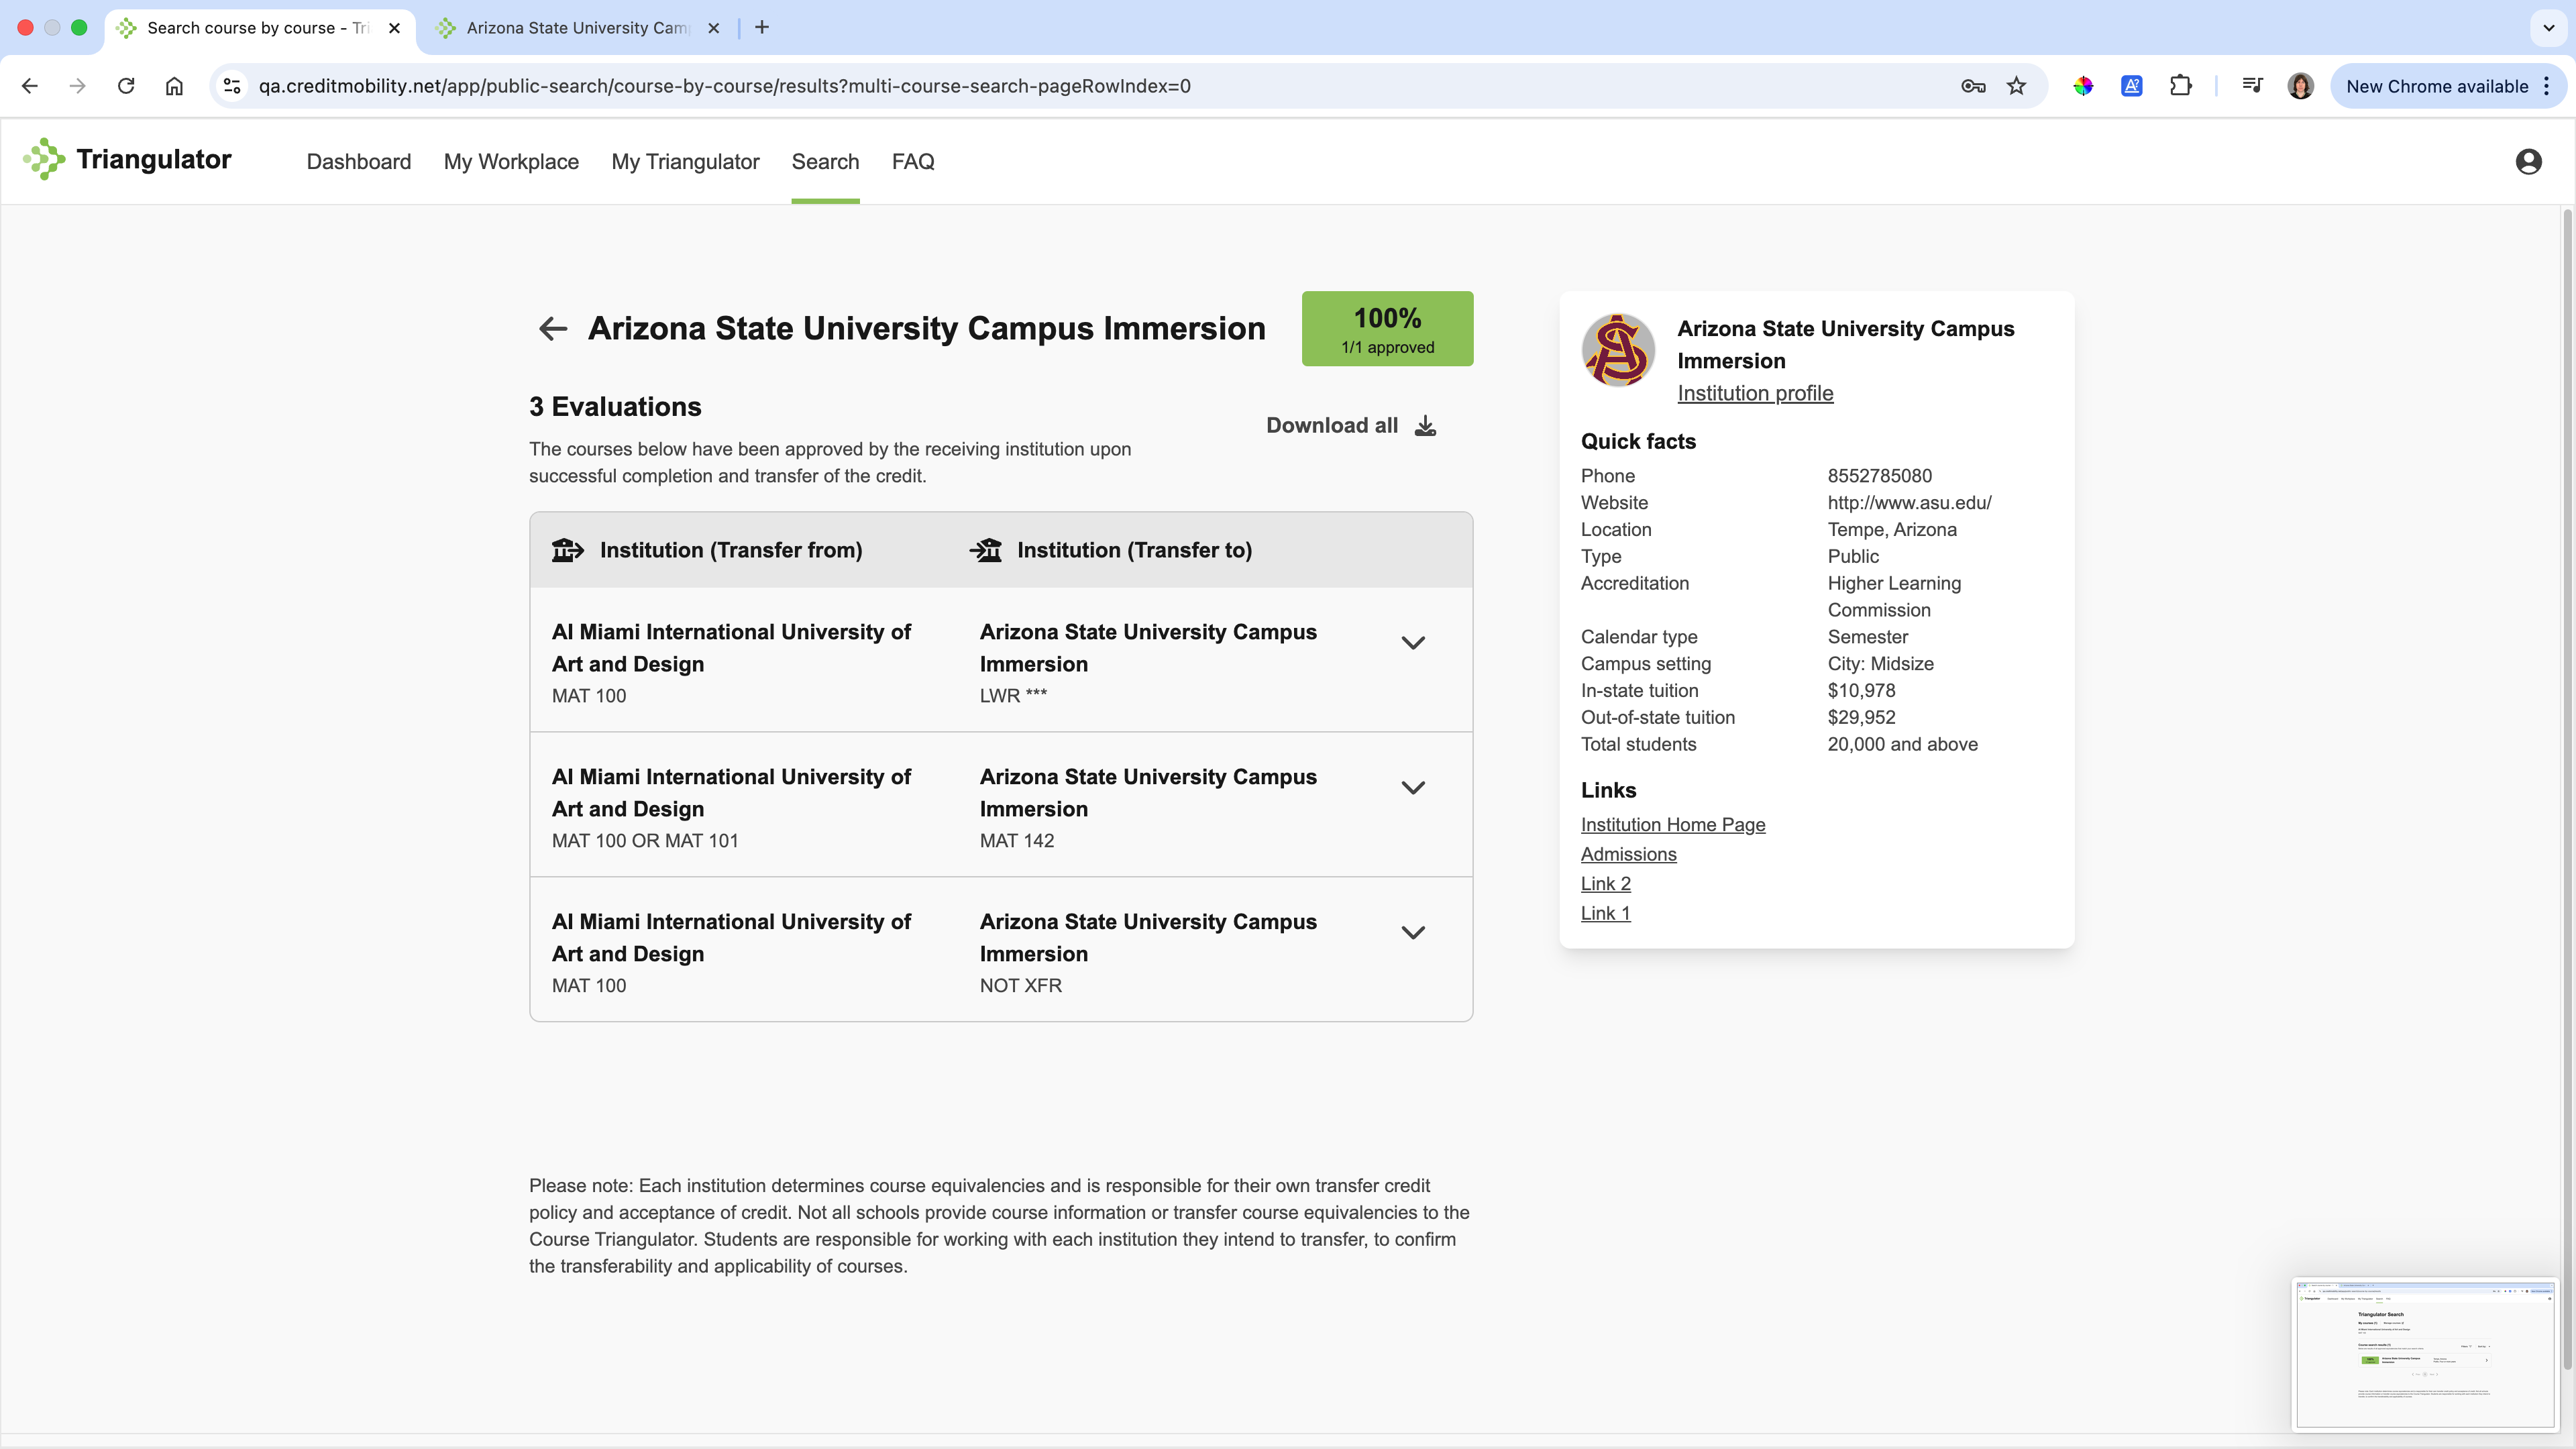 Search course by course - Tri
Arizona State University Cam
qa.creditmobility.net/app/public-search/course-by-course/results?multi-course-search-pageRowIndex=0
New Chrome available
Triangulator
Dashboard
My Workplace
My Triangulator
Search
FAQ
Arizona State University Campus Immersion
100%
1/1 approved
3 Evaluations
Download all
The courses below have been approved by the receiving institution upon
successful completion and transfer of the credit.
Institution (Transfer from)
Institution (Transfer to)
AI Miami International University of
Art and Design
MAT 100
Arizona State University Campus
Immersion
LWR ***
AI Miami International University of
Art and Design
MAT 100 OR MAT 101
Arizona State University Campus
Immersion
MAT 142
AI Miami International University of
Art and Design
MAT 100
Arizona State University Campus
Immersion
NOT XFR
Please note: Each institution determines course equivalencies and is responsible for their own transfer credit
policy and acceptance of credit. Not all schools provide course information or transfer course equivalencies to the
Course Triangulator. Students are responsible for working with each institution they intend to transfer, to confirm
the transferability and applicability of courses.
Arizona State University Campus
Immersion
Institution profile
Quick facts
Phone 8552785080
Website http://www.asu.edu/
Location Tempe, Arizona
Type Public
Accreditation Higher Learning
Commission
Calendar type Semester
Campus setting City: Midsize
In-state tuition $10,978
Out-of-state tuition $29,952
Total students 20,000 and above
Links
Institution Home Page
Admissions
Link 2
Link 1
Triangulator Search